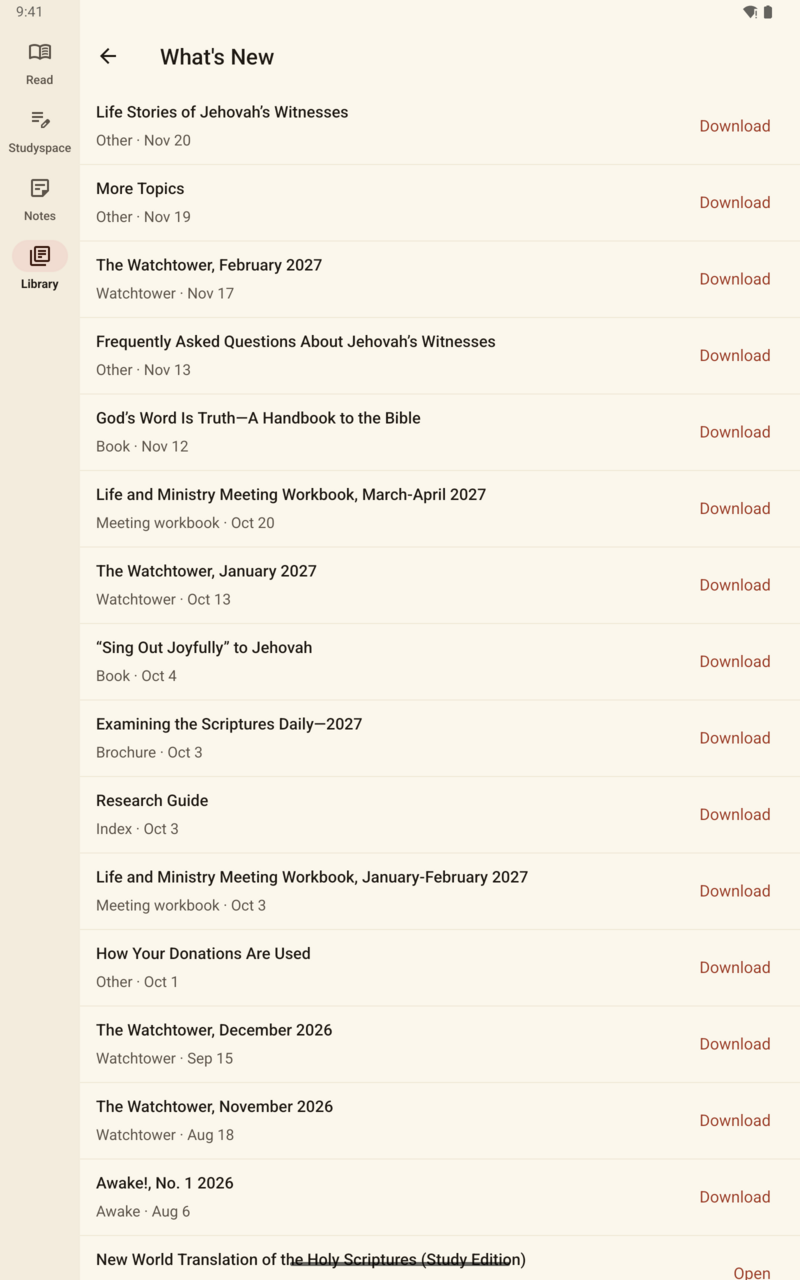 9:41
What's New
Read
Studyspace
Notes
Library
Life Stories of Jehovah’s Witnesses
Other · Nov 20
Download
More Topics
Other · Nov 19
Download
The Watchtower, February 2027
Watchtower · Nov 17
Download
Frequently Asked Questions About Jehovah’s Witnesses
Other · Nov 13
Download
God’s Word Is Truth—A Handbook to the Bible
Book · Nov 12
Download
Life and Ministry Meeting Workbook, March-April 2027
Meeting workbook · Oct 20
Download
The Watchtower, January 2027
Watchtower · Oct 13
Download
“Sing Out Joyfully” to Jehovah
Book · Oct 4
Download
Examining the Scriptures Daily—2027
Brochure · Oct 3
Download
Research Guide
Index · Oct 3
Download
Life and Ministry Meeting Workbook, January-February 2027
Meeting workbook · Oct 3
Download
How Your Donations Are Used
Other · Oct 1
Download
The Watchtower, December 2026
Watchtower · Sep 15
Download
The Watchtower, November 2026
Watchtower · Aug 18
Download
Awake!, No. 1 2026
Awake · Aug 6
Download
New World Translation of the Holy Scriptures (Study Edition)
Open